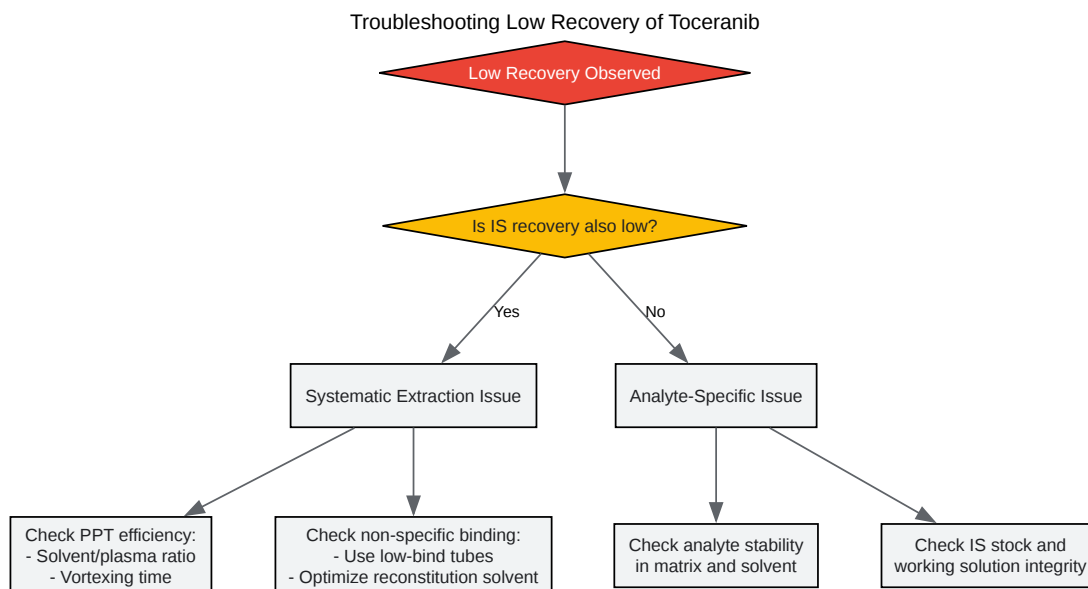 Troubleshooting Low Recovery of Toceranib
Low Recovery Observed
Is IS recovery also low?
Yes
No
Systematic Extraction Issue
Analyte-Specific Issue
Check PPT efficiency:
- Solvent/plasma ratio
- Vortexing time
Check non-specific binding:
- Use low-bind tubes
- Optimize reconstitution solvent
Check analyte stability
in matrix and solvent
Check IS stock and
working solution integrity